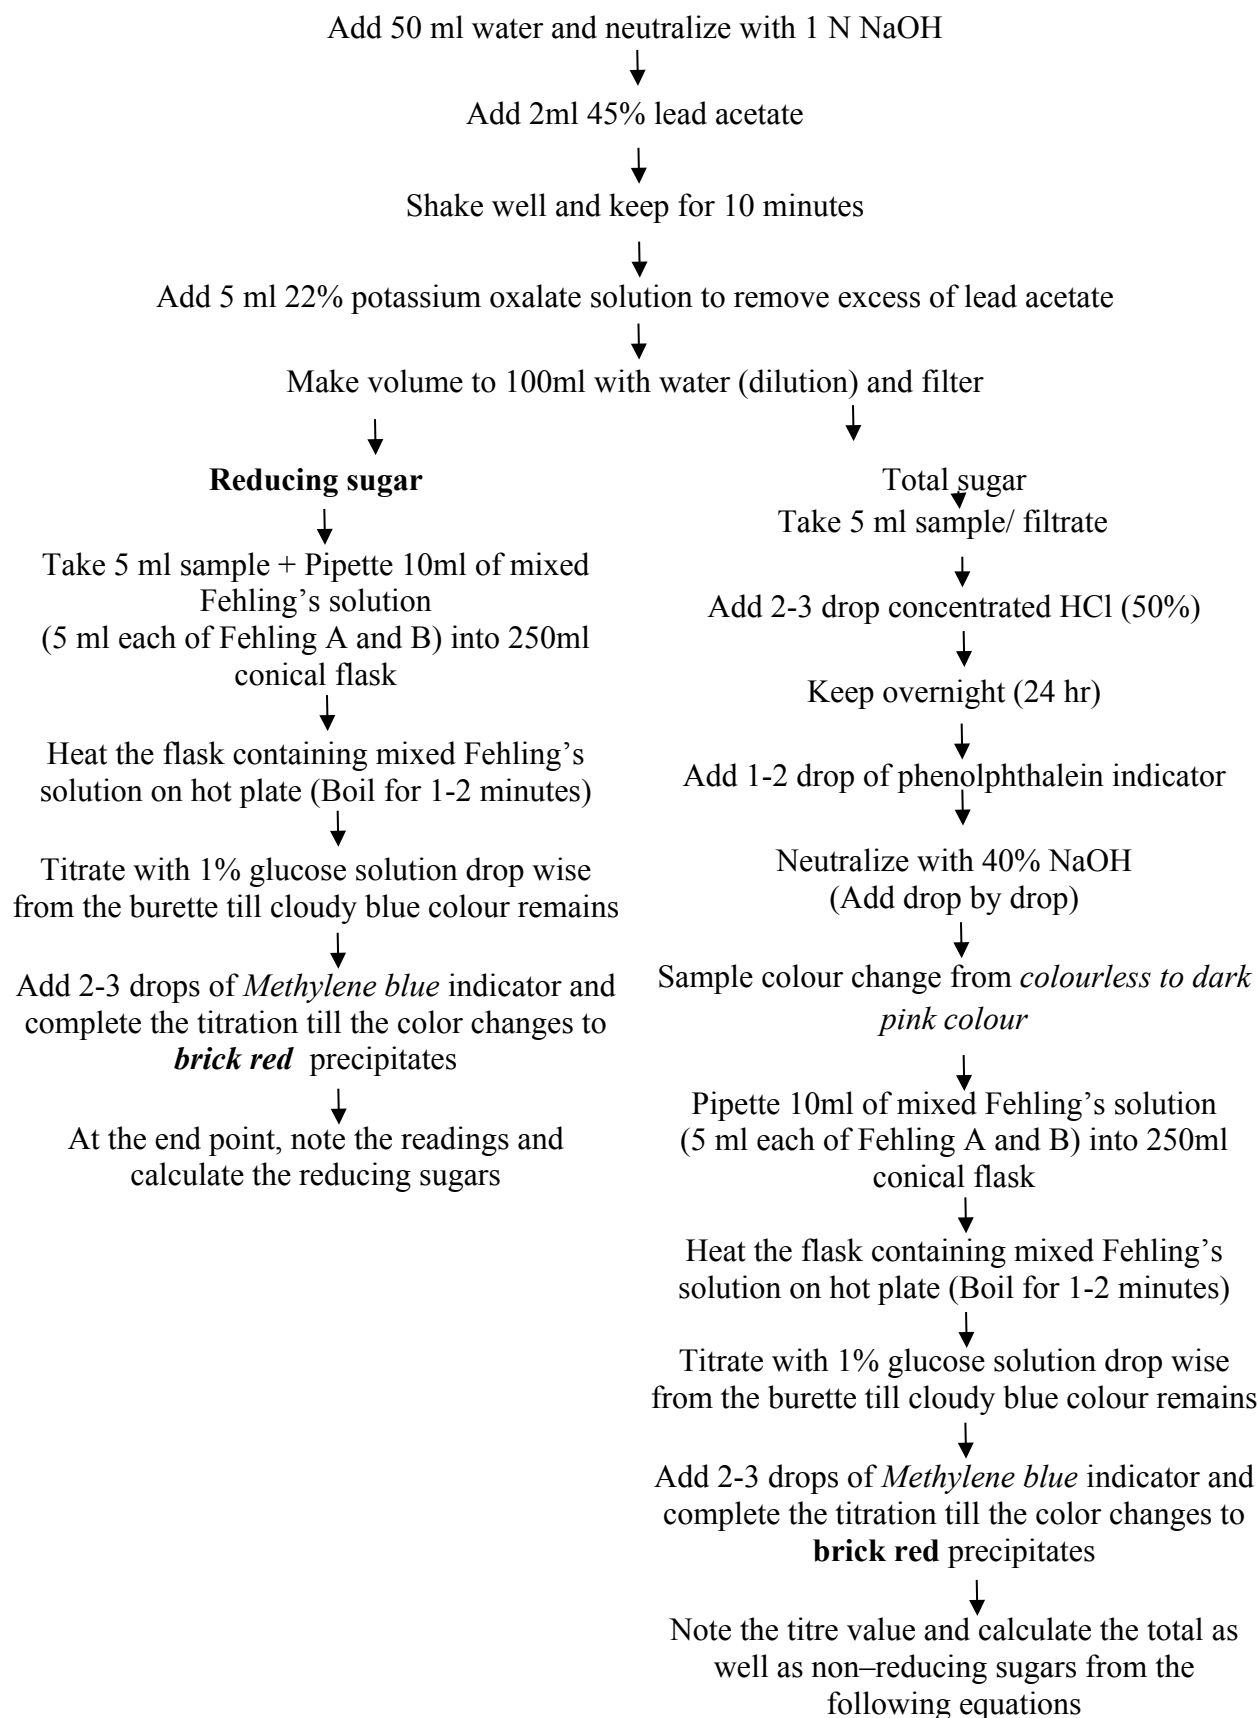 Add 50 ml water and neutralize with 1 N NaOH
Add 2ml 45% lead acetate
Shake well and keep for 10 minutes
Add 5 ml 22% potassium oxalate solution to remove excess of lead acetate
Make volume to 100ml with water (dilution) and filter
Reducing sugar
Take 5 ml sample + Pipette 10ml of mixed
Fehling’s solution
(5 ml each of Fehling A and B) into 250ml
conical flask
Heat the flask containing mixed Fehling’s
solution on hot plate (Boil for 1-2 minutes)
Titrate with 1% glucose solution drop wise
from the burette till cloudy blue colour remains
Add 2-3 drops of Methylene blue indicator and
complete the titration till the color changes to
brick red precipitates
At the end point, note the readings and
calculate the reducing sugars
Total sugar
Take 5 ml sample/ filtrate
Add 2-3 drop concentrated HCl (50%)
Keep overnight (24 hr)
Add 1-2 drop of phenolphthalein indicator
Neutralize with 40% NaOH
(Add drop by drop)
Sample colour change from colourless to dark
pink colour
Pipette 10ml of mixed Fehling’s solution
(5 ml each of Fehling A and B) into 250ml
conical flask
Heat the flask containing mixed Fehling’s
solution on hot plate (Boil for 1-2 minutes)
Titrate with 1% glucose solution drop wise
from the burette till cloudy blue colour remains
Add 2-3 drops of Methylene blue indicator and
complete the titration till the color changes to
brick red precipitates
Note the titre value and calculate the total as
well as non–reducing sugars from the
following equations